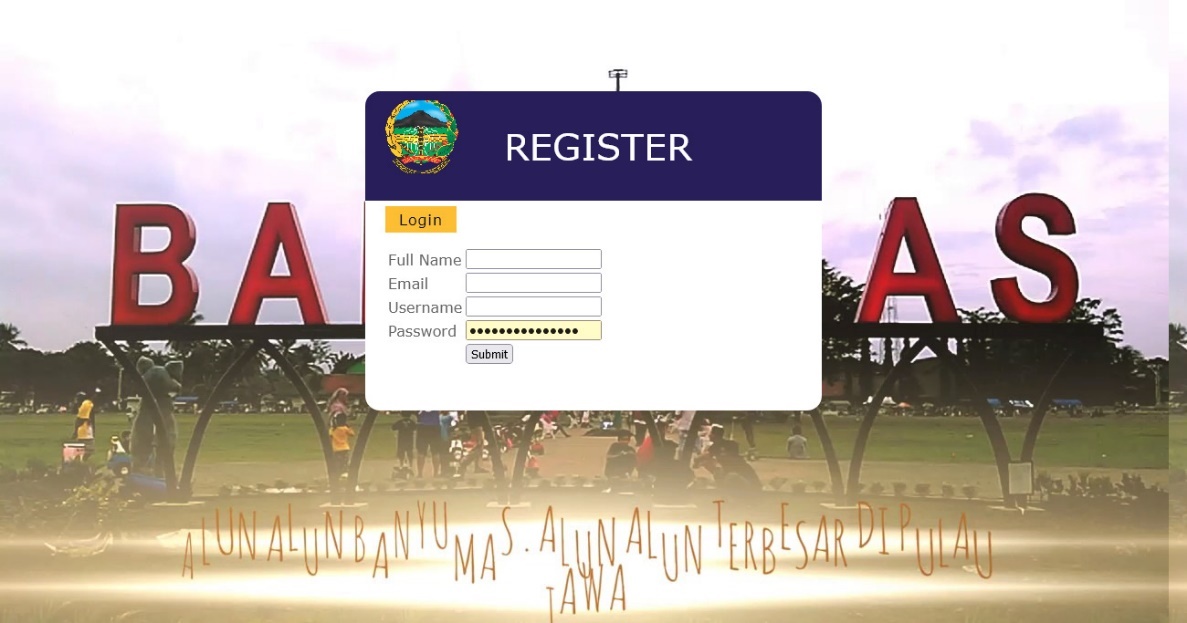 REGISTER
BA
AS
Login
Full Name
Email
Username
Password
Submit
ALUN ALUN BANYUMAS. ALUN ALUN TERBESAR DI PULAU
JAWA